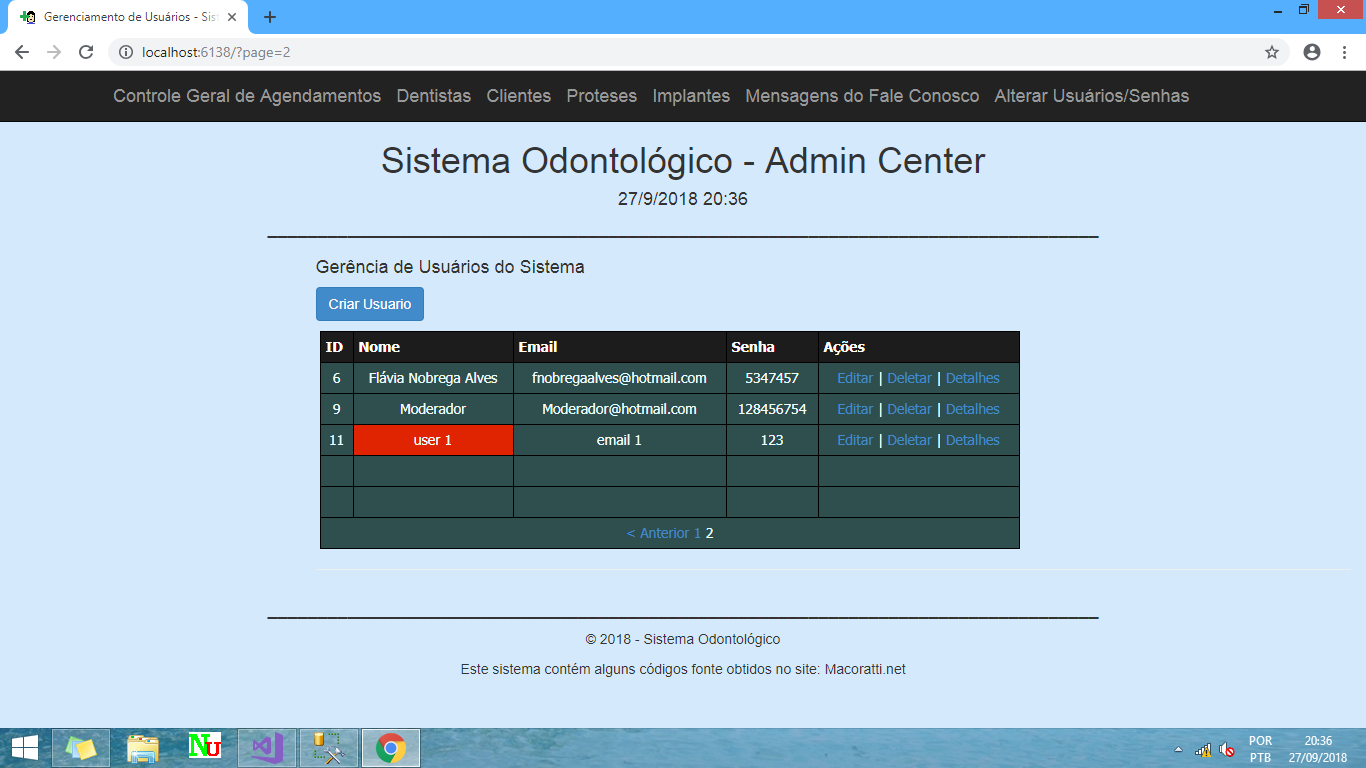 Gerenciamento de Usuários - Sist
localhost:6138/?page=2
Controle Geral de Agendamentos Dentistas Clientes Proteses Implantes Mensagens do Fale Conosco Alterar Usuários/Senhas
Sistema Odontológico - Admin Center
27/9/2018 20:36
Gerência de Usuários do Sistema
Criar Usuario
ID Nome Email Senha Ações
6 Flávia Nobrega Alves fnobregaalves@hotmail.com 5347457 Editar | Deletar | Detalhes
9 Moderador Moderador@hotmail.com 128456754 Editar | Deletar | Detalhes
11 user 1 email 1 123 Editar | Deletar | Detalhes
< Anterior 1 2
© 2018 - Sistema Odontológico
Este sistema contém alguns códigos fonte obtidos no site: Macoratti.net
NU
POR 20:36
PTB 27/09/2018